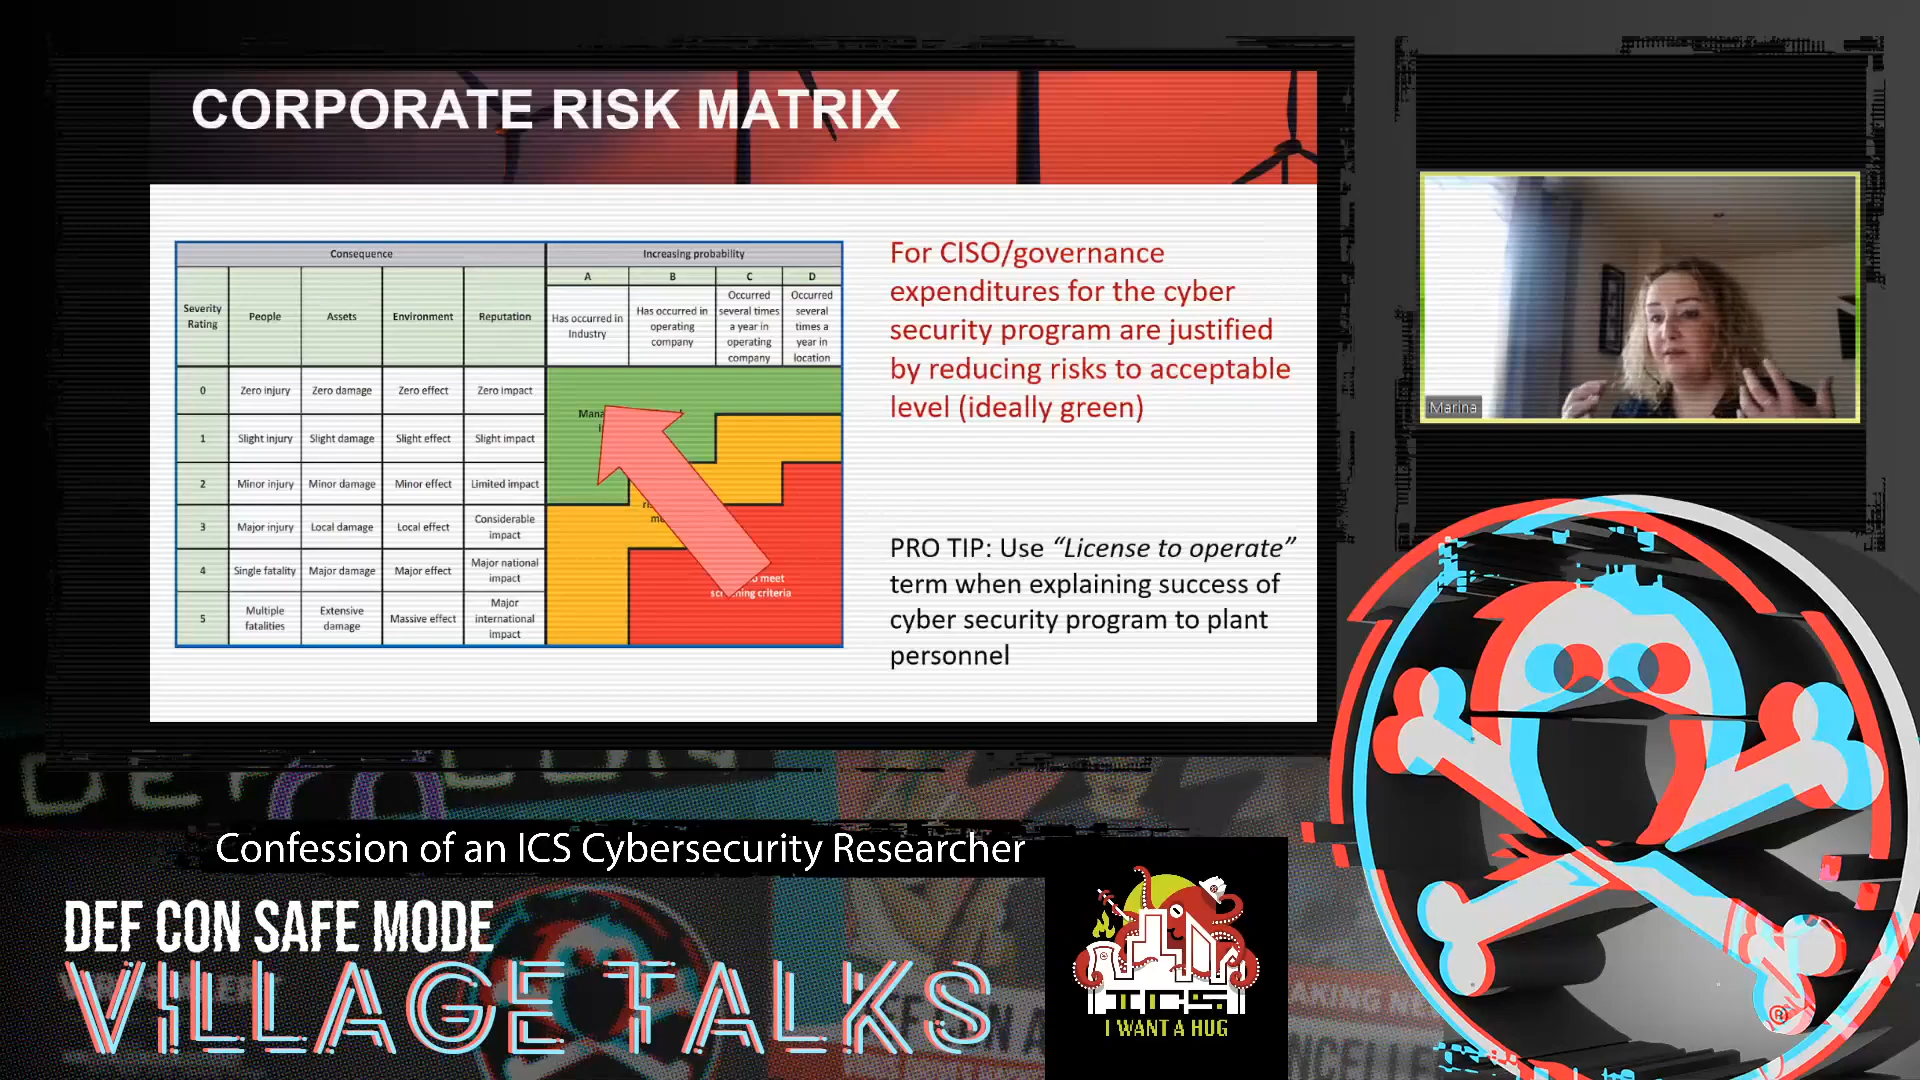 CORPORATE RISK MATRIX
Consequence
Increasing probability
Severity Rating
People
Assets
Environment
Reputation
A
B
C
D
Has occurred in Industry
Has occurred in operating company
Occurred several times a year in operating company
Occurred several times a year in location
0
Zero injury
Zero damage
Zero effect
Zero impact
1
Slight injury
Slight damage
Slight effect
Slight impact
2
Minor injury
Minor damage
Minor effect
Limited impact
3
Major injury
Local damage
Local effect
Considerable impact
4
Single fatality
Major damage
Major effect
Major national impact
5
Multiple fatalities
Extensive damage
Massive effect
Major international impact
meet
criteria
For CISO/governance
expenditures for the cyber
security program are justified
by reducing risks to acceptable
level (ideally green)
PRO TIP: Use “License to operate”
term when explaining success of
cyber security program to plant
personnel
Marina
Confession of an ICS Cybersecurity Researcher
DEF CON SAFE MODE
VILLAGE TALKS
ICS
I WANT A HUG
®